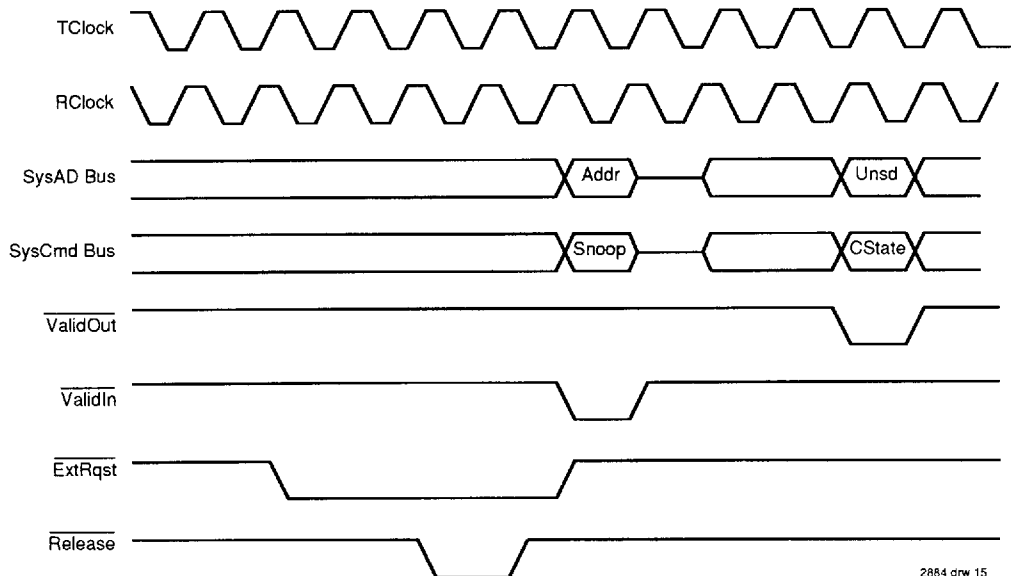 TClock
RClock
SysAD Bus
Addr
Unsd
SysCmd Bus
Snoop
CState
ValidOut
ValidIn
ExtRqst
Release
2884 drw 15